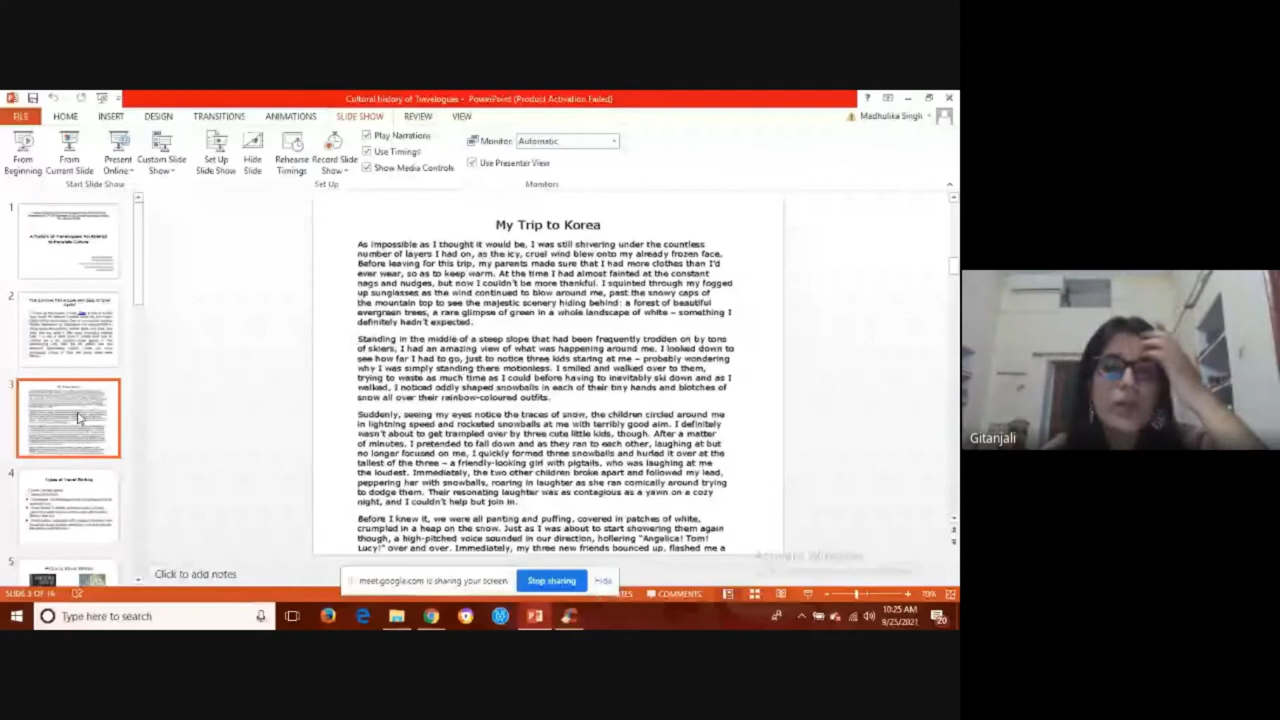 Cultural history of Travelogues - PowerPoint (Product Activation Failed)
FILE HOME INSERT DESIGN TRANSITIONS ANIMATIONS SLIDE SHOW REVIEW VIEW
Madhulika Singh
From Beginning
From Current Slide
Present Online
Custom Slide Show
Set Up Slide Show
Hide Slide
Rehearse Timings
Record Slide Show
Play Narrations
Use Timings
Show Media Controls
Monitor: Automatic
Use Presenter View
Start Slide Show
Set Up
Monitors
1
2
3
4
Types of Travel Writing
5
My Trip to Korea
As impossible as I thought it would be, I was still shivering under the countless
number of layers I had on, as the icy, cruel wind blew onto my already frozen face.
Before leaving for this trip, my parents made sure that I had more clothes than I'd
ever wear, so as to keep warm. At the time I had almost fainted at the constant
nags and nudges, but now I couldn't be more thankful. I squinted through my fogged
up sunglasses as the wind continued to blow around me, past the snowy caps of
the mountain top to see the majestic scenery hiding behind: a forest of beautiful
evergreen trees, a rare glimpse of green in a whole landscape of white – something I
definitely hadn't expected.
Standing in the middle of a steep slope that had been frequently trodden on by tons
of skiers, I had an amazing view of what was happening around me. I looked down to
see how far I had to go, just to notice three kids staring at me – probably wondering
why I was simply standing there motionless. I smiled and walked over to them,
trying to waste as much time as I could before having to inevitably ski down and as I
walked, I noticed oddly shaped snowballs in each of their tiny hands and blotches of
snow all over their rainbow-coloured outfits.
Suddenly, seeing my eyes notice the traces of snow, the children circled around me
in lightning speed and rocketed snowballs at me with terribly good aim. I definitely
wasn't about to get trampled over by three cute little kids, though. After a matter
of minutes, I pretended to fall down and as they ran to each other, laughing at but
no longer focused on me, I quickly formed three snowballs and hurled it over at the
tallest of the three – a friendly-looking girl with pigtails, who was laughing at me
the loudest. Immediately, the two other children broke apart and followed my lead,
peppering her with snowballs, roaring in laughter as she ran comically around trying
to dodge them. Their resonating laughter was as contagious as a yawn on a cozy
night, and I couldn't help but join in.
Before I knew it, we were all panting and puffing, covered in patches of white,
crumpled in a heap on the snow. Just as I was about to start showering them again
though, a high-pitched voice sounded in our direction, hollering "Angelica! Tom!
Lucy!" over and over. Immediately, my three new friends bounced up, flashed me a
Activate Windows
Click to add notes
meet.google.com is sharing your screen.
Stop sharing
Hide
SLIDE 3 OF 16
COMMENTS
70%
Type here to search
10:25 AM
9/25/2021
20
Gitanjali